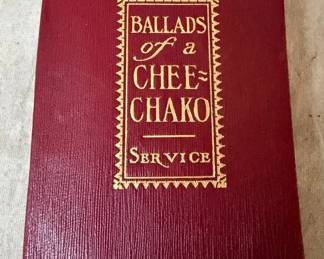 BALLADS
of a
CHEE=
CHAKO
SERVICE